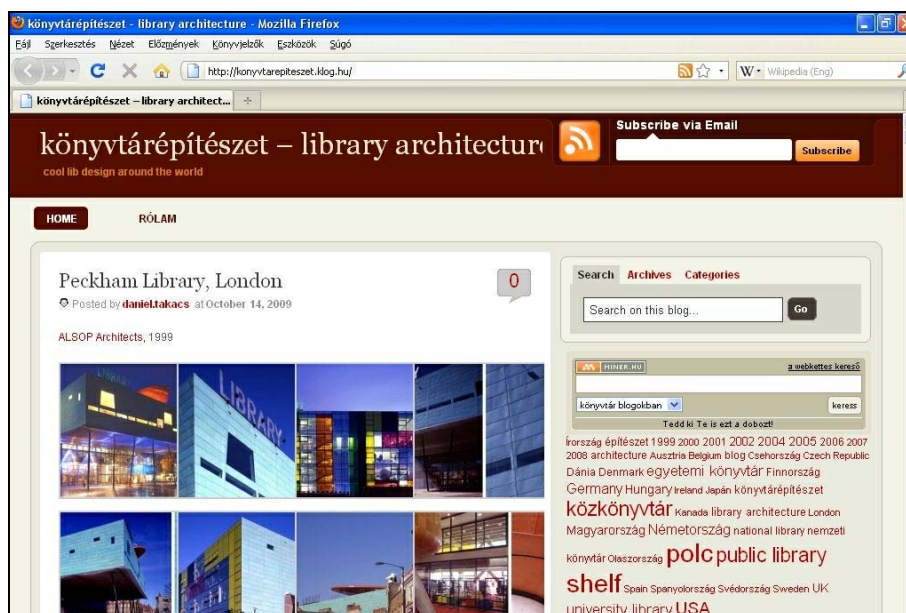 könyvtárépítészet - library architecture - Mozilla Firefox
Fájl Szerkesztés Nézet Előzmények Könyvjelzők Eszközök Súgó
http://konyvtarepiteszet.klog.hu/
W Wikipedia (Eng)
könyvtárépítészet – library architect...
könyvtárépítészet – library architectur
cool lib design around the world
Subscribe via Email
Subscribe
HOME RÓLAM
Peckham Library, London
0
Posted by daniel.takacs at October 14, 2009
ALSOP Architects, 1999
LIBRARY
LIBRARY
Search Archives Categories
Search on this blog...
Go
MINER.HU
a webkettes kereső
könyvtár blogokban
keress
Tedd ki Te is ezt a dobozt!
Írország építészet 1999 2000 2001 2002 2004 2005 2006 2007
2008 architecture Ausztria Belgium blog Csehország Czech Republic
Dánia Denmark egyetemi könyvtár Finnország
Germany Hungary Ireland Japán könyvtárépítészet
közkönyvtár Kanada library architecture London
Magyarország Németország national library nemzeti
könyvtár Olaszország polc public library
shelf Spain Spanyolország Svédország Sweden UK
university library USA